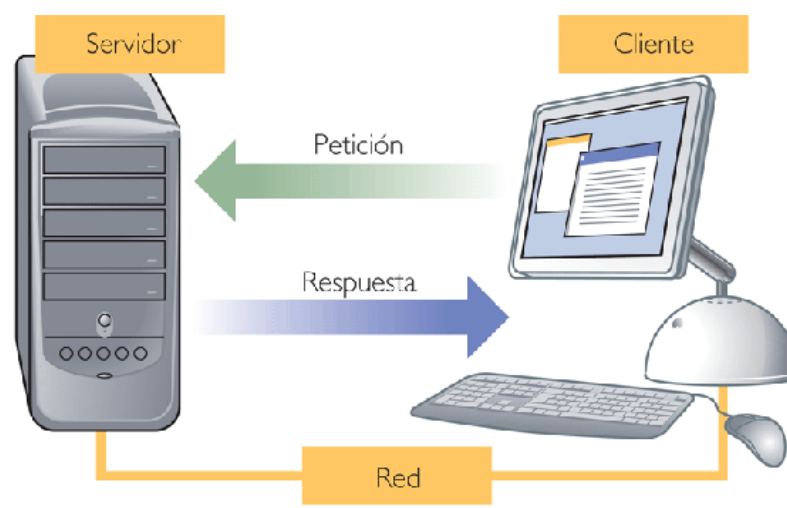 Servidor
Cliente
Petición
Respuesta
Red